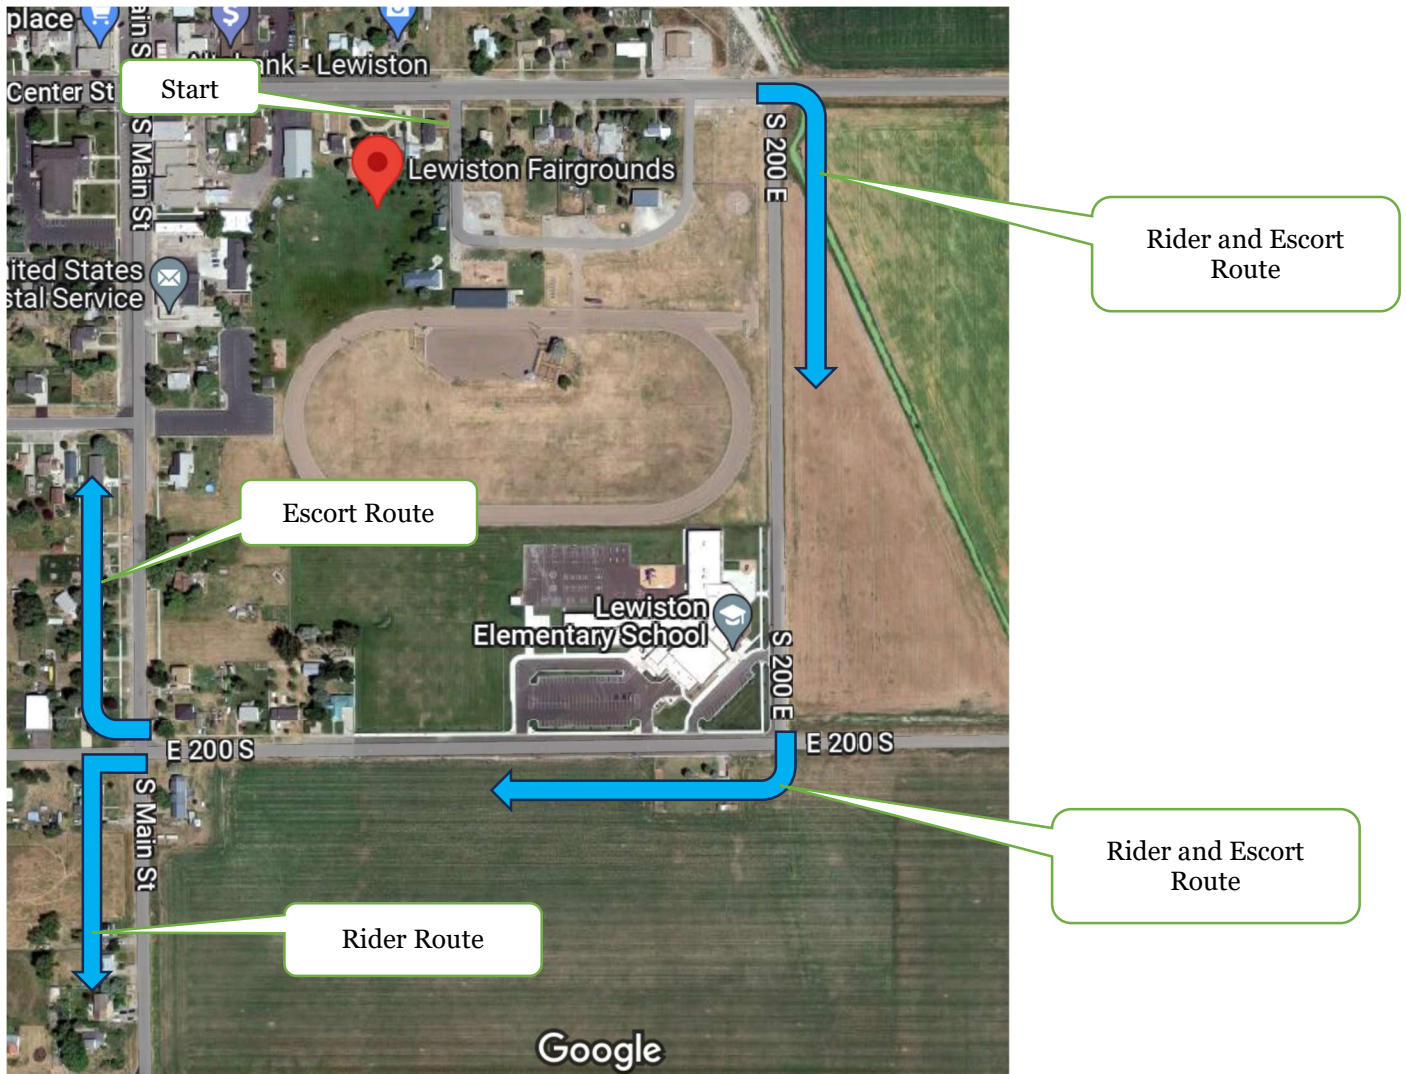 place
ain S
$
Lewiston
Center St
Start
S Main St
S 200 E
Lewiston Fairgrounds
Rider and Escort
Route
ited States
stal Service
Escort Route
Lewiston
Elementary School
S 200 E
E 200 S
E 200 S
S Main St
Rider and Escort
Route
Rider Route
Google